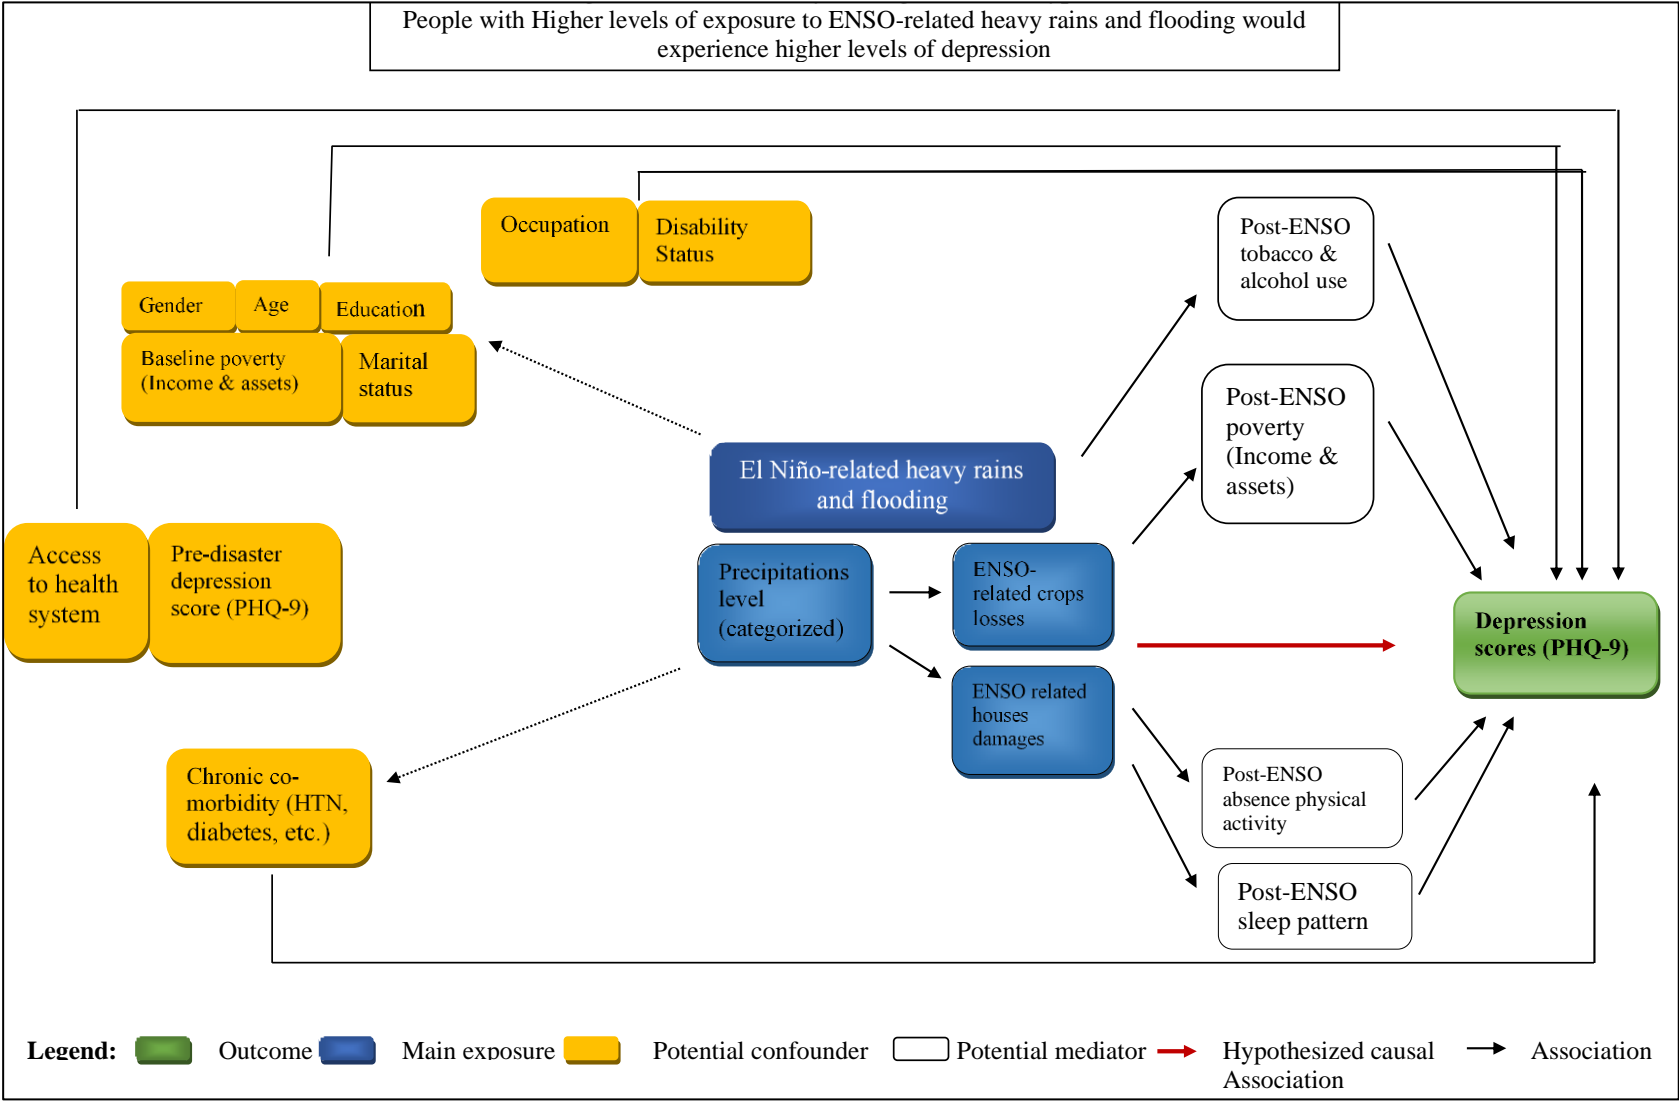 People with Higher levels of exposure to ENSO-related heavy rains and flooding would
experience higher levels of depression
Occupation
Disability
Status
Post-ENSO
tobacco &
alcohol use
Gender
Age
Education
Baseline poverty
(Income & assets)
Marital
status
Post-ENSO
poverty
(Income &
assets)
El Niño-related heavy rains
and flooding
Access
to health
system
Pre-disaster
depression
score (PHQ-9)
Precipitations
level
(categorized)
ENSO-
related crops
losses
Depression
scores (PHQ-9)
ENSO related
houses
damages
Chronic co-
morbidity (HTN,
diabetes, etc.)
Post-ENSO
absence physical
activity
Post-ENSO
sleep pattern
Legend:
Outcome
Main exposure
Potential confounder
Potential mediator
Hypothesized causal
Association
Association